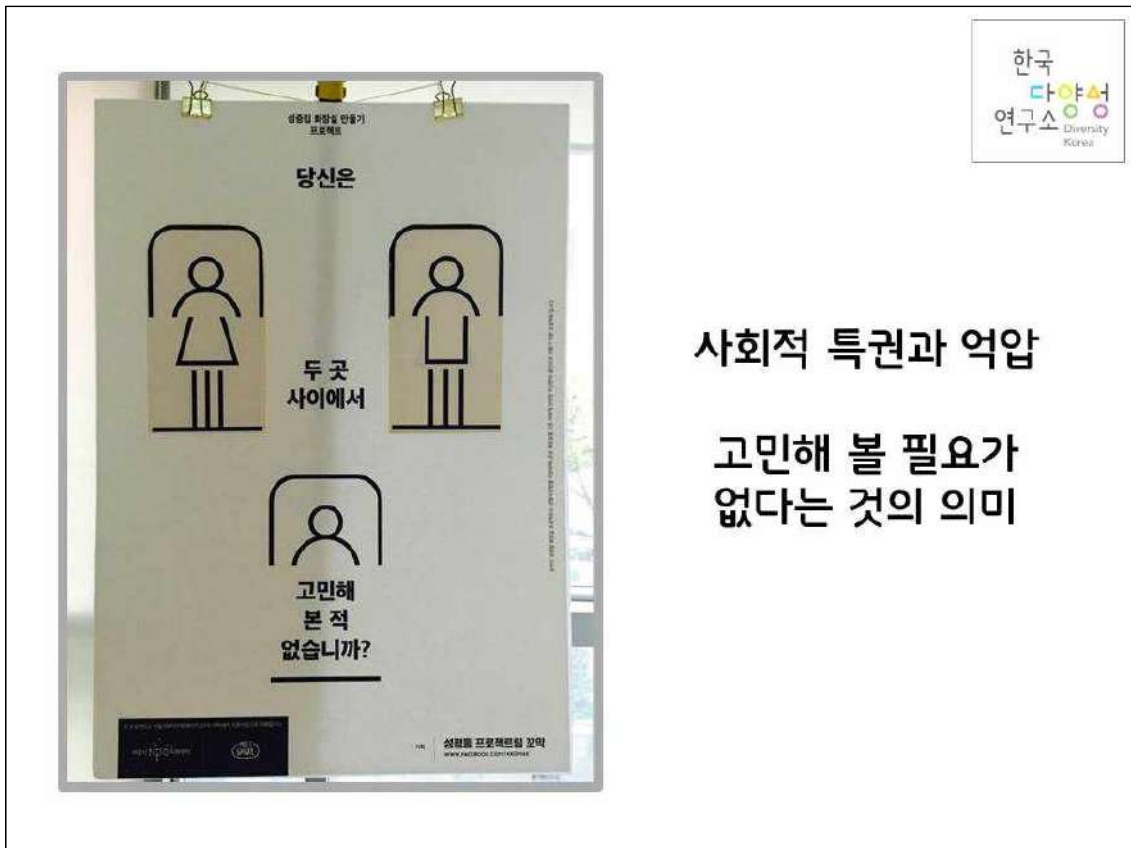 한국
다양성
연구소
Diversity
Korea
성중립 화장실 만들기
프로젝트
당신은
두 곳
사이에서
고민해
본 적
없습니까?
성평등 프로젝트팀 꼬막
사회적 특권과 억압
고민해 볼 필요가
없다는 것의 의미